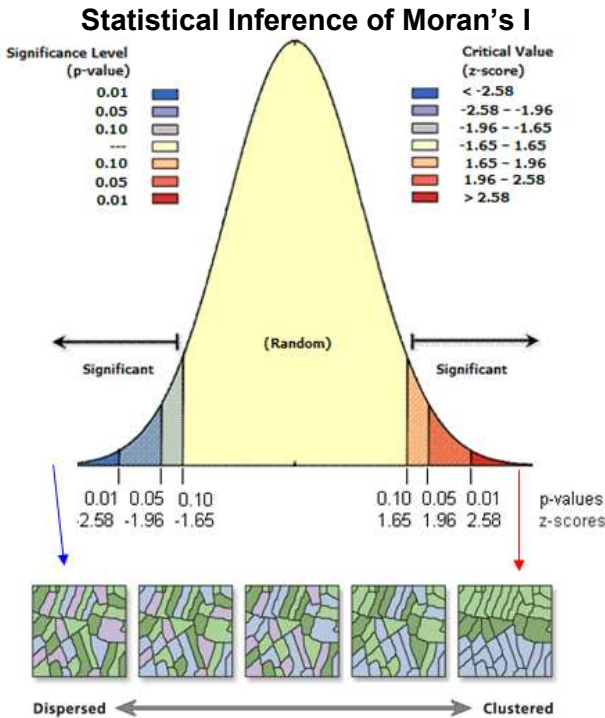 Statistical Inference of Moran's I
Significance Level
(p-value)
0.01
0.05
0.10
---
0.10
0.05
0.01
Critical Value
(z-score)
< -2.58
-2.58 – -1.96
-1.96 – -1.65
-1.65 – 1.65
1.65 – 1.96
1.96 – 2.58
> 2.58
(Random)
Significant
Significant
0.01 0.05 0.10 0.10 0.05 0.01 p-values
-2.58 -1.96 -1.65 1.65 1.96 2.58 z-scores
Dispersed Clustered